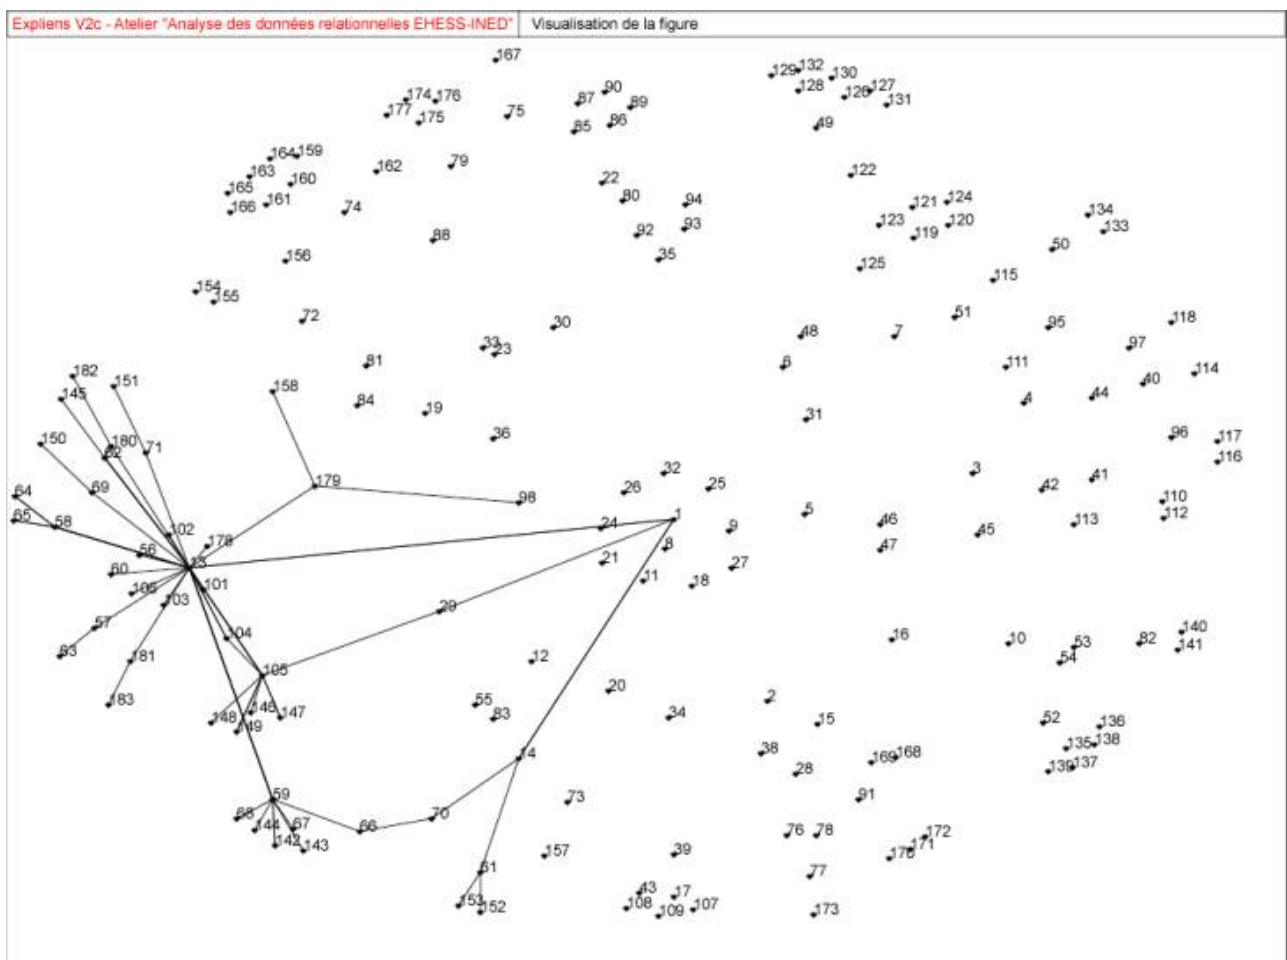 Expliens V2c - Atelier "Analyse des données relationnelles EHESS-INED" Visualisation de la figure
167
129 132 130
128 126 127 131
174 176 90
177 175 75 87 89
85 86 49
164 159
163 162 79 122
165 160 22
166 161 74 80 94 121 124 134
88 92 93 123 119 120 133
156 35 125 50
154 155 115
72 30 48 7 51 95 118
33 23 97
81 6 111 114
182 151 158 40
145 84 19 4 44
150 180 71 36 31 96 117
62 116
64 69 179 32 3
26 25 42 41
98 110
65 58 102 24 1 5 46 112
9 45 113
56 178 8 47
60 13 21 27
106 101 11 18
103 29
57 104 16 10 53 82 140
63 181 105 12 54 141
183 55 20 2
148 146 147 83 34 15 52 136
149 14 38 169 168 135 138
28 139 137
59 73 91
68 144 67 66 70 76 78 172
142 143 157 39 171
61 77
153 152 43 17
108 109 107 173